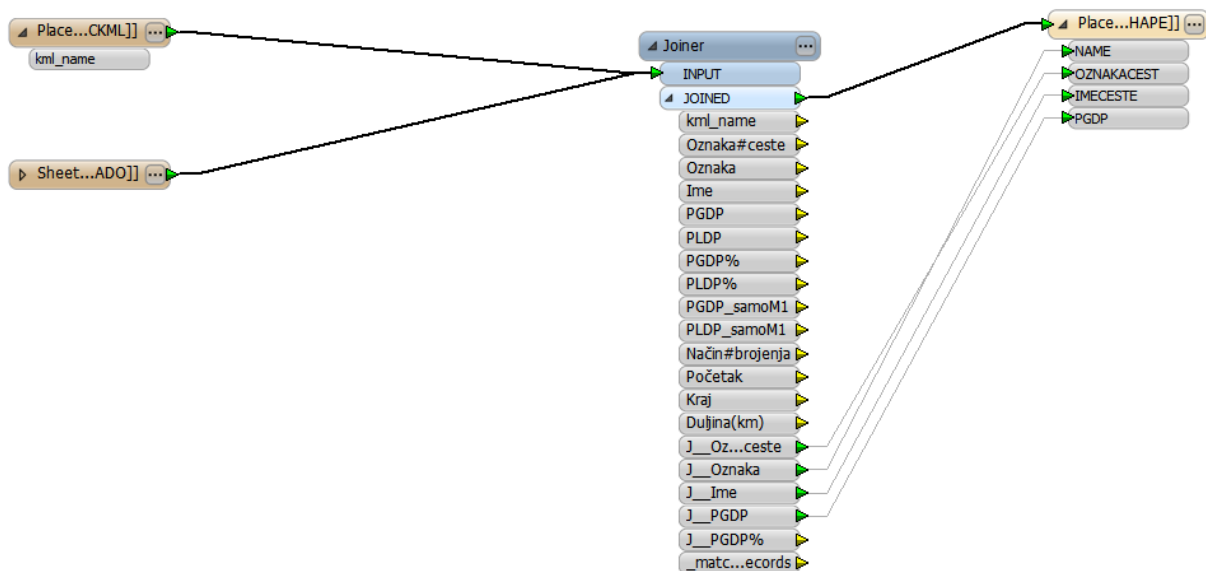 Place...CKML]]
kml_name
Sheet...ADO]]
Joiner
INPUT
JOINED
kml_name
Oznaka#ceste
Oznaka
Ime
PGDP
PLDP
PGDP%
PLDP%
PGDP_samoM1
PLDP_samoM1
Način#brojenja
Početak
Kraj
Duljina(km)
J__Oz...ceste
J__Oznaka
J__Ime
J__PGDP
J__PGDP%
_matc...ecords
Place...HAPE]]
NAME
OZNAKACEST
IMECESTE
PGDP